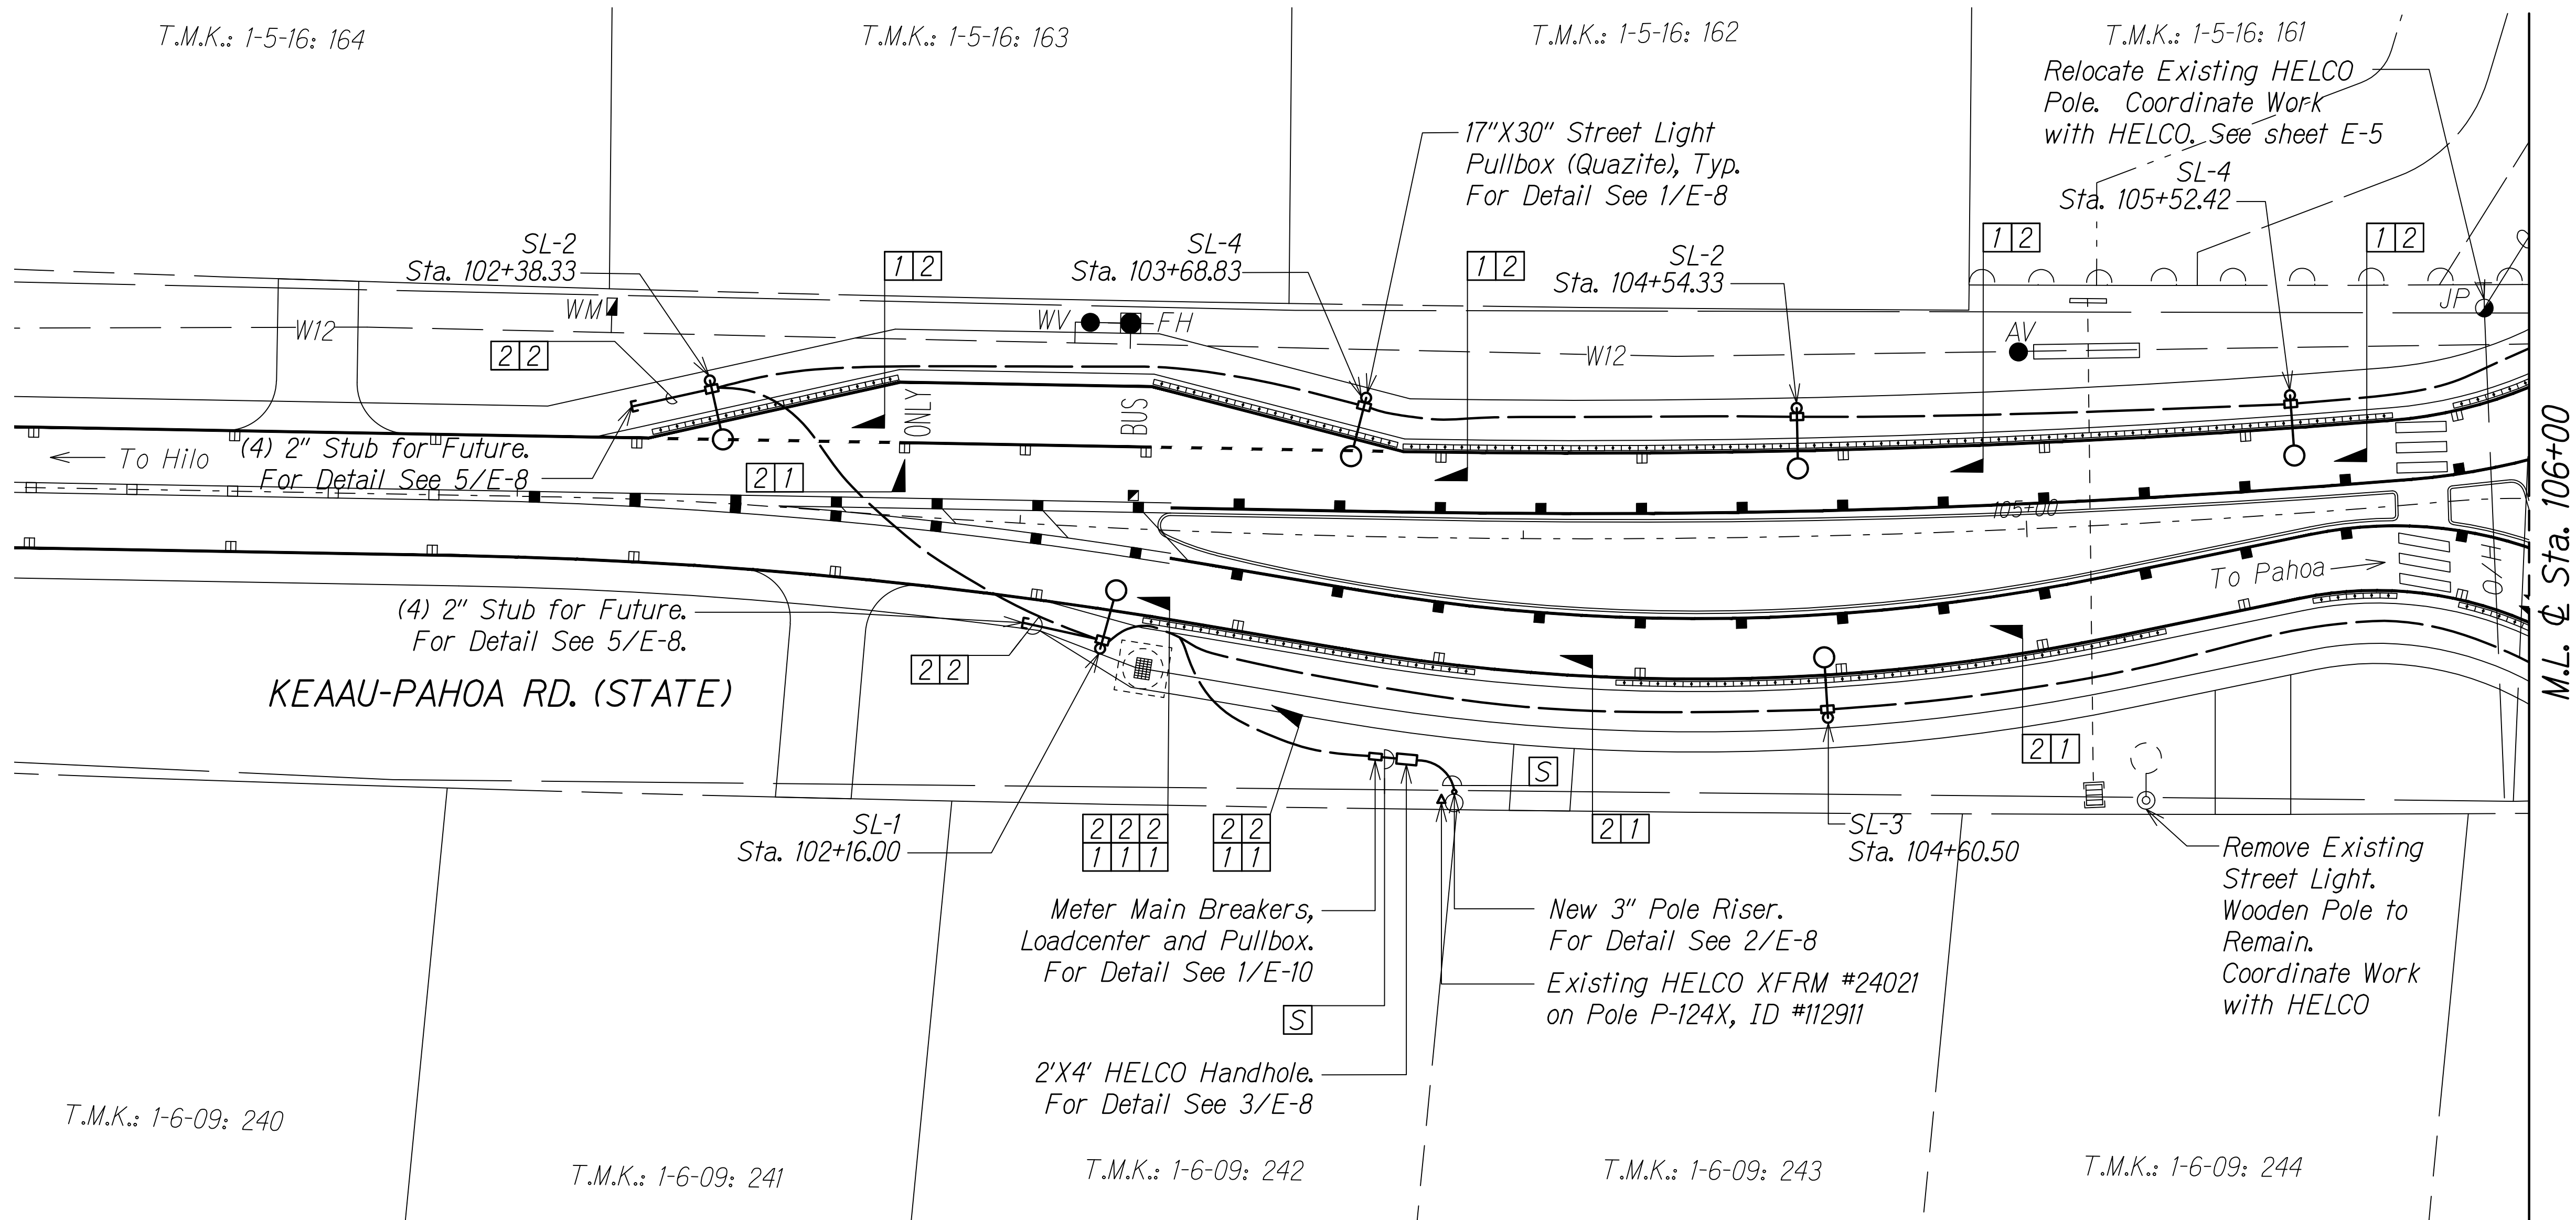 T.M.K.: 1-5-16: 164
T.M.K.: 1-5-16: 163
T.M.K.: 1-5-16: 162
T.M.K.: 1-5-16: 161
Relocate Existing HELCO
Pole. Coordinate Work
with HELCO. See sheet E-5
17"X30" Street Light
Pullbox (Quazite), Typ.
For Detail See 1/E-8
SL-4
Sta. 105+52.42
SL-2
Sta. 102+38.33
1 2
SL-4
Sta. 103+68.83
1 2
SL-2
Sta. 104+54.33
1 2
1 2
WM
W12
WV
FH
W12
AV
JP
2 2
ONLY
BUS
To Hilo
(4) 2" Stub for Future.
For Detail See 5/E-8
2 1
105+00
To Pahoa
O/H
M.L. ℄ Sta. 106+00
(4) 2" Stub for Future.
For Detail See 5/E-8.
2 2
KEAAU-PAHOA RD. (STATE)
S
2 1
SL-1
Sta. 102+16.00
2 2 2
1 1 1
2 2
1 1
2 1
SL-3
Sta. 104+60.50
Remove Existing
Street Light.
Wooden Pole to
Remain.
Coordinate Work
with HELCO
Meter Main Breakers,
Loadcenter and Pullbox.
For Detail See 1/E-10
New 3" Pole Riser.
For Detail See 2/E-8
Existing HELCO XFRM #24021
on Pole P-124X, ID #112911
S
2'X4' HELCO Handhole.
For Detail See 3/E-8
T.M.K.: 1-6-09: 240
T.M.K.: 1-6-09: 241
T.M.K.: 1-6-09: 242
T.M.K.: 1-6-09: 243
T.M.K.: 1-6-09: 244